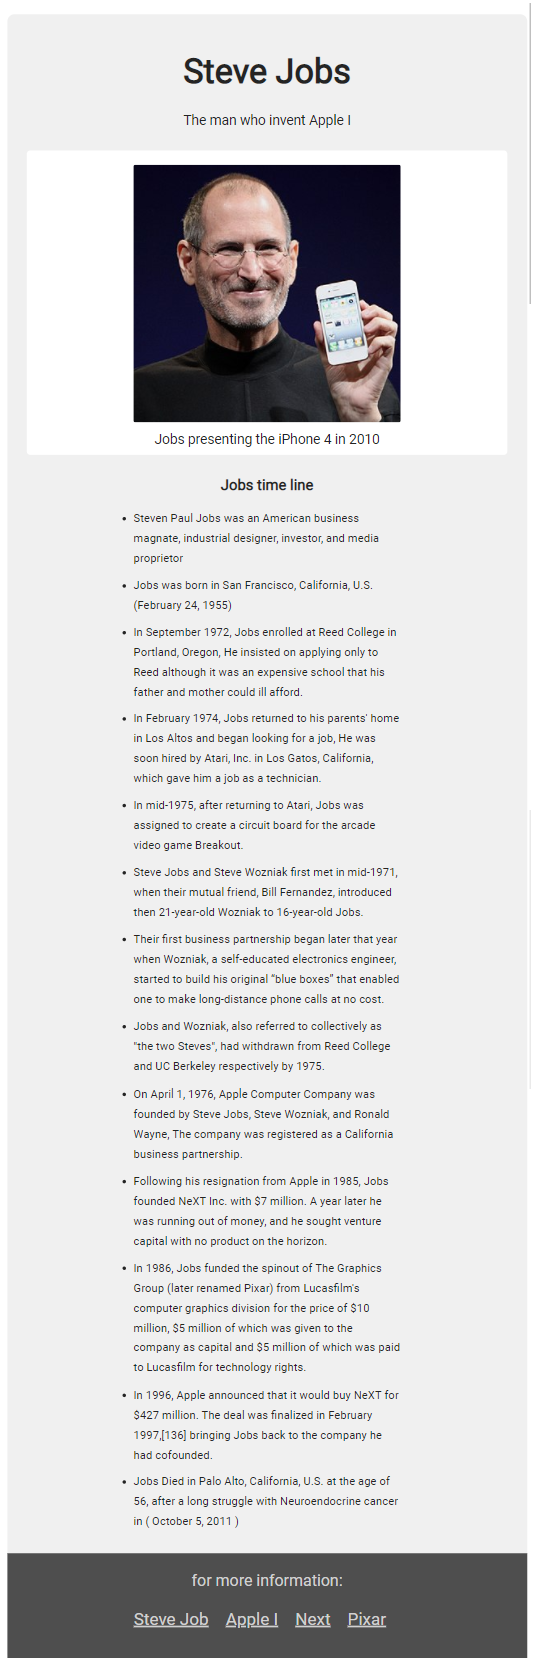 Steve Jobs
The man who invent Apple I
Jobs presenting the iPhone 4 in 2010
Jobs time line
• Steven Paul Jobs was an American business
magnate, industrial designer, investor, and media
proprietor
• Jobs was born in San Francisco, California, U.S.
(February 24, 1955)
• In September 1972, Jobs enrolled at Reed College in
Portland, Oregon, He insisted on applying only to
Reed although it was an expensive school that his
father and mother could ill afford.
• In February 1974, Jobs returned to his parents' home
in Los Altos and began looking for a job, He was
soon hired by Atari, Inc. in Los Gatos, California,
which gave him a job as a technician.
• In mid-1975, after returning to Atari, Jobs was
assigned to create a circuit board for the arcade
video game Breakout.
• Steve Jobs and Steve Wozniak first met in mid-1971,
when their mutual friend, Bill Fernandez, introduced
then 21-year-old Wozniak to 16-year-old Jobs.
• Their first business partnership began later that year
when Wozniak, a self-educated electronics engineer,
started to build his original “blue boxes” that enabled
one to make long-distance phone calls at no cost.
• Jobs and Wozniak, also referred to collectively as
"the two Steves", had withdrawn from Reed College
and UC Berkeley respectively by 1975.
• On April 1, 1976, Apple Computer Company was
founded by Steve Jobs, Steve Wozniak, and Ronald
Wayne, The company was registered as a California
business partnership.
• Following his resignation from Apple in 1985, Jobs
founded NeXT Inc. with $7 million. A year later he
was running out of money, and he sought venture
capital with no product on the horizon.
• In 1986, Jobs funded the spinout of The Graphics
Group (later renamed Pixar) from Lucasfilm's
computer graphics division for the price of $10
million, $5 million of which was given to the
company as capital and $5 million of which was paid
to Lucasfilm for technology rights.
• In 1996, Apple announced that it would buy NeXT for
$427 million. The deal was finalized in February
1997,[136] bringing Jobs back to the company he
had cofounded.
• Jobs Died in Palo Alto, California, U.S. at the age of
56, after a long struggle with Neuroendocrine cancer
in ( October 5, 2011 )
for more information:
Steve Job Apple I Next Pixar